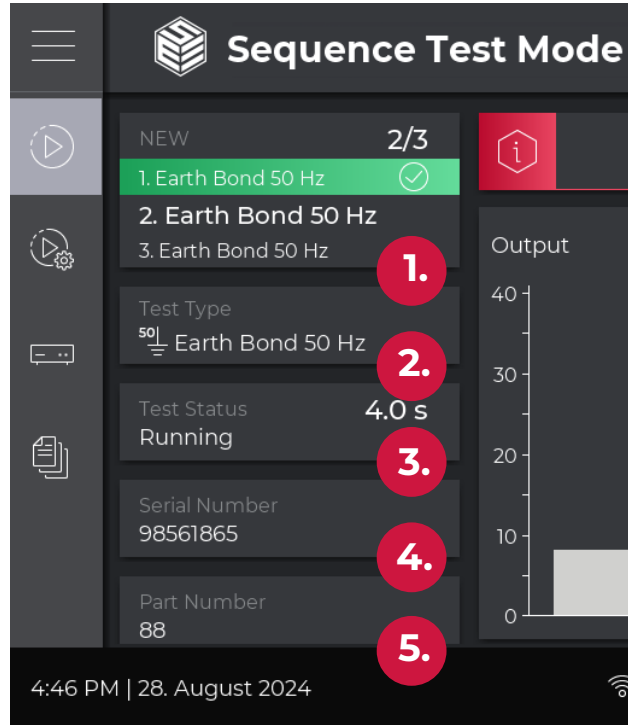 Sequence Test Mode
NEW 2/3
1. Earth Bond 50 Hz
2. Earth Bond 50 Hz
3. Earth Bond 50 Hz
1.
Test Type
50 Earth Bond 50 Hz
2.
Test Status 4.0 s
Running
3.
Serial Number
98561865
4.
Part Number
88
5.
i
Output
40
30
20
10
0
4:46 PM | 28. August 2024